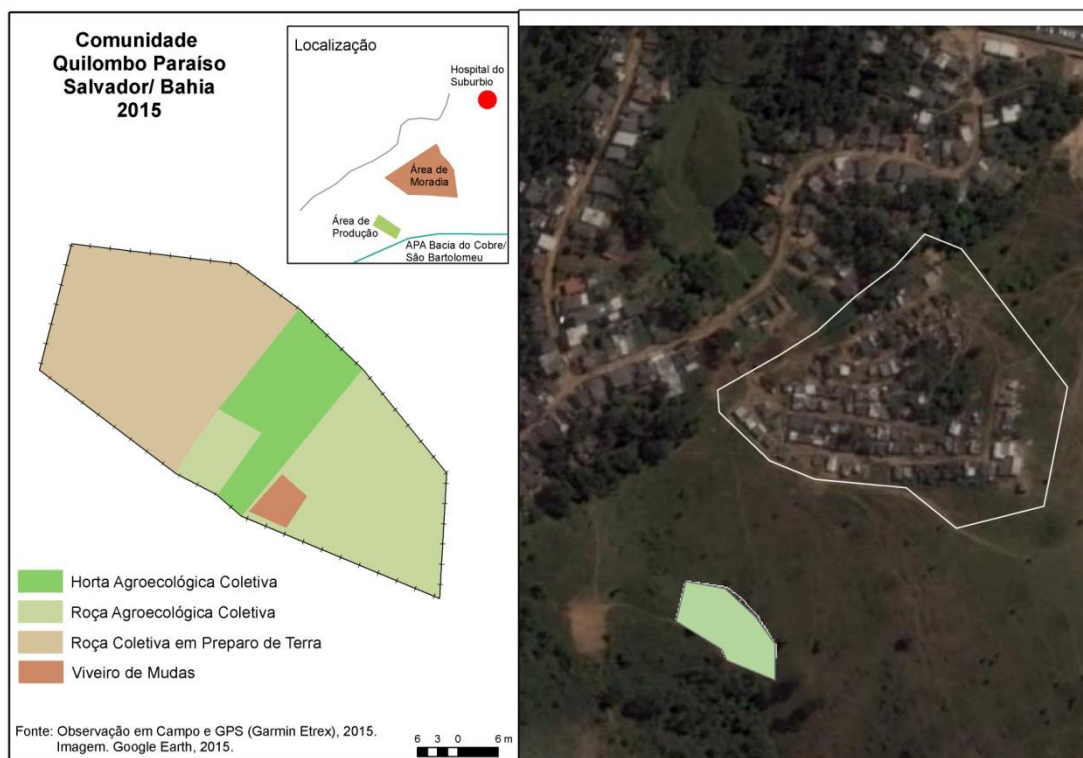 Comunidade
Quilombo Paraíso
Salvador/ Bahia
2015
Localização
Hospital do
Suburbio
Área de
Moradia
Área de
Produção
APA Bacia do Cobre/
São Bartolomeu
Horta Agroecológica Coletiva
Roça Agroecológica Coletiva
Roça Coletiva em Preparo de Terra
Viveiro de Mudas
Fonte: Observação em Campo e GPS (Garmin Etrex), 2015.
Imagem. Google Earth, 2015.
6 3 0 6 m